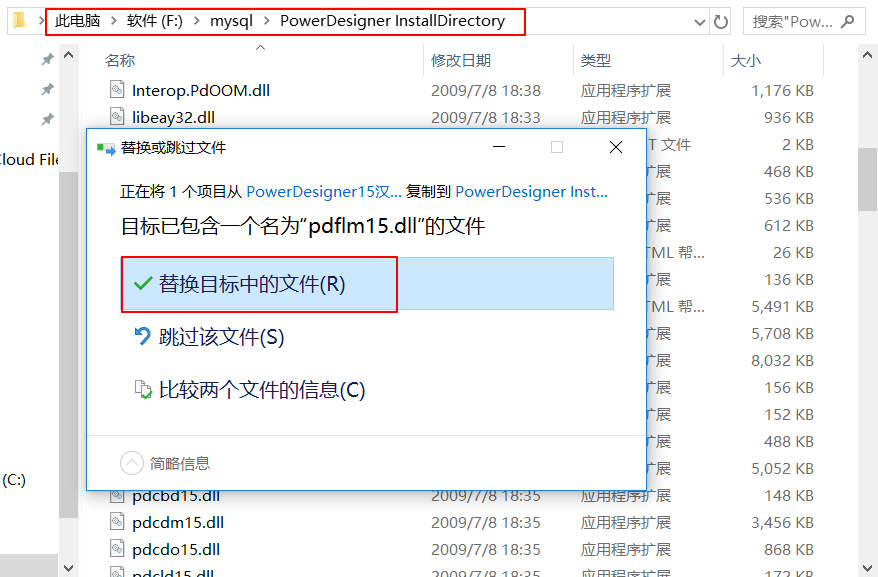 此电脑 > 软件 (F:) > mysql > PowerDesigner InstallDirectory
搜索"Pow...
名称 修改日期 类型 大小
Interop.PdOOM.dll 2009/7/8 18:38 应用程序扩展 1,176 KB
libeay32.dll 2009/7/8 18:33 应用程序扩展 936 KB
替换或跳过文件
T 文件 2 KB
正在将 1 个项目从 PowerDesigner15汉... 复制到 PowerDesigner Inst...
目标已包含一个名为“pdflm15.dll”的文件
替换目标中的文件(R)
跳过该文件(S)
比较两个文件的信息(C)
简略信息
loud File
扩展 468 KB
扩展 536 KB
扩展 612 KB
TML 帮... 26 KB
扩展 136 KB
TML 帮... 5,491 KB
扩展 5,708 KB
扩展 8,032 KB
扩展 156 KB
扩展 152 KB
扩展 488 KB
扩展 5,052 KB
(C:)
pdcbd15.dll 2009/7/8 18:35 应用程序扩展 148 KB
pdcdm15.dll 2009/7/8 18:35 应用程序扩展 3,456 KB
pdcdo15.dll 2009/7/8 18:35 应用程序扩展 868 KB
pdcld15.dll 2009/7/8 18:35 应用程序扩展 172 KB